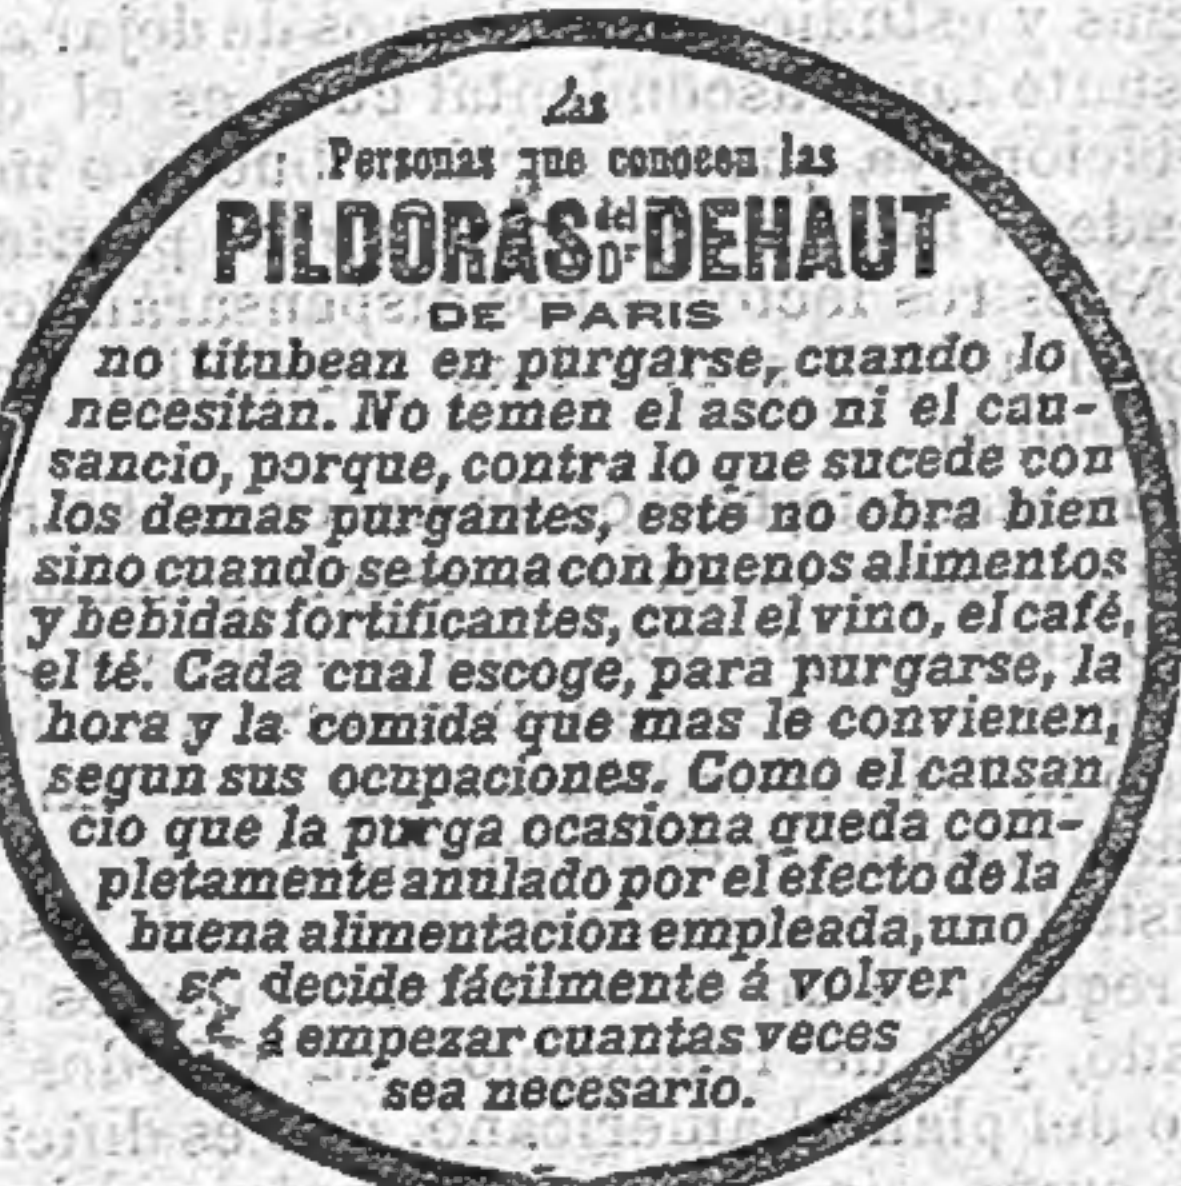 Las
Personas que conocen las
PILDORAS del Dr DEHAUT
DE PARIS
no titubean en purgarse, cuando lo
necesitan. No temen el asco ni el cau-
sancio, porque, contra lo que sucede con
los demas purgantes, este no obra bien
sino cuando se toma con buenos alimentos
y bebidas fortificantes, cual el vino, el café,
el té. Cada cual escoge, para purgarse, la
hora y la comida que mas le convienen,
segun sus ocupaciones. Como el causan
cio que la purga ocasiona queda com-
pletamente anulado por el efecto de la
buena alimentacion empleada, uno
se decide fácilmente á volver
á empezar cuantas veces
sea necesario.